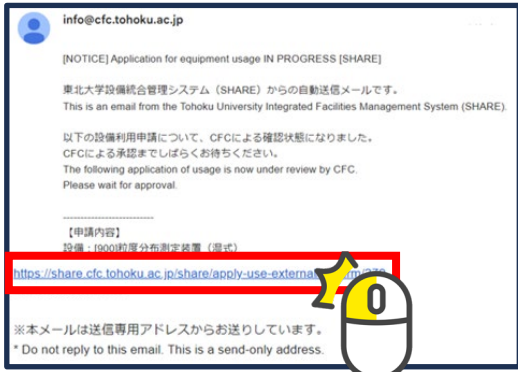 info@cfc.tohoku.ac.jp
[NOTICE] Application for equipment usage IN PROGRESS [SHARE]
東北大学設備統合管理システム（SHARE）からの自動送信メールです。
This is an email from the Tohoku University Integrated Facilities Management System (SHARE).
以下の設備利用申請について、CFCによる確認状態になりました。
CFCによる承認までしばらくお待ちください。
The following application of usage is now under review by CFC.
Please wait for approval.
--------------------------
【申請内容】
設備：[900]粒度分布測定装置（湿式）
https://share.cfc.tohoku.ac.jp/share/apply-use-externa
※本メールは送信専用アドレスからお送りしています。
* Do not reply to this email. This is a send-only address.